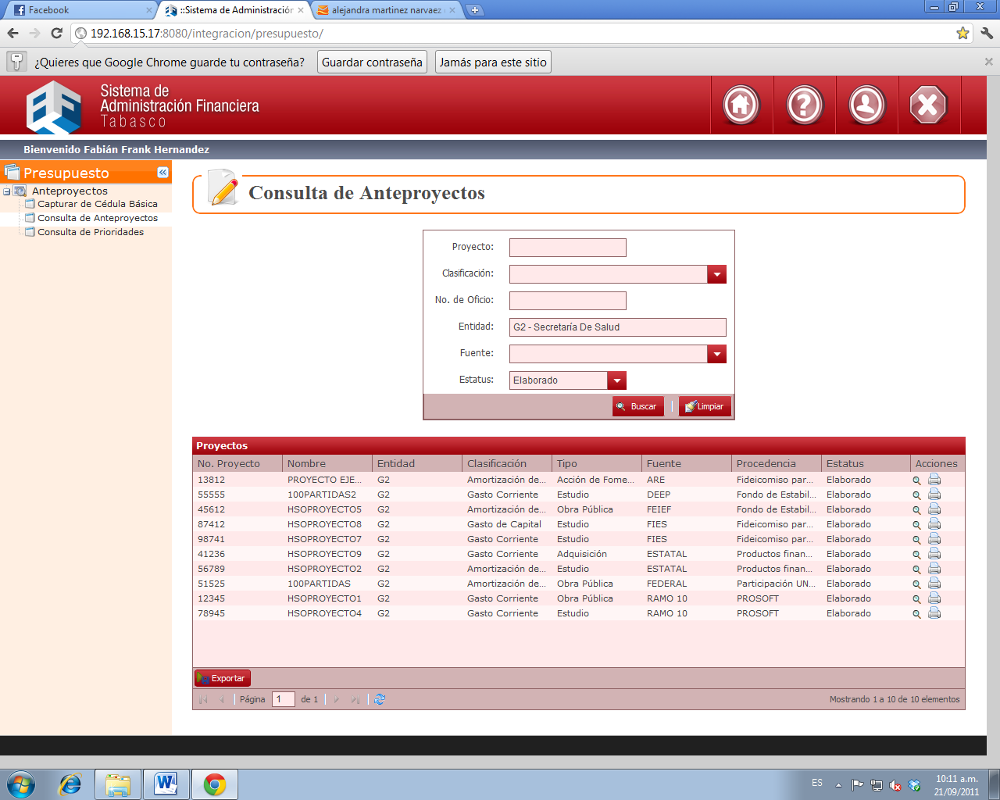 Facebook
::Sistema de Administración
alejandra martinez narvaez
192.168.15.17:8080/integracion/presupuesto/
¿Quieres que Google Chrome guarde tu contraseña?
Guardar contraseña
Jamás para este sitio
Sistema de
Administración Financiera
Tabasco
Bienvenido Fabián Frank Hernandez
Presupuesto
Anteproyectos
Capturar de Cédula Básica
Consulta de Anteproyectos
Consulta de Prioridades
Consulta de Anteproyectos
Proyecto:
Clasificación:
No. de Oficio:
Entidad: G2 - Secretaría De Salud
Fuente:
Estatus: Elaborado
Buscar | Limpiar
Proyectos
No. Proyecto Nombre Entidad Clasificación Tipo Fuente Procedencia Estatus Acciones
13812 PROYECTO EJE... G2 Amortización de... Acción de Fome... ARE Fideicomiso par... Elaborado
55555 100PARTIDAS2 G2 Gasto Corriente Estudio DEEP Fondo de Estabil... Elaborado
45612 HSOPROYECTO5 G2 Amortización de... Obra Pública FEIEF Fondo de Estabil... Elaborado
87412 HSOPROYECTO8 G2 Gasto de Capital Estudio FIES Fideicomiso par... Elaborado
98741 HSOPROYECTO7 G2 Gasto Corriente Estudio FIES Fideicomiso par... Elaborado
41236 HSOPROYECTO9 G2 Gasto Corriente Adquisición ESTATAL Productos finan... Elaborado
56789 HSOPROYECTO2 G2 Amortización de... Estudio ESTATAL Productos finan... Elaborado
51525 100PARTIDAS G2 Amortización de... Obra Pública FEDERAL Participación UN... Elaborado
12345 HSOPROYECTO1 G2 Gasto Corriente Obra Pública RAMO 10 PROSOFT Elaborado
78945 HSOPROYECTO4 G2 Gasto Corriente Estudio RAMO 10 PROSOFT Elaborado
Exportar
Página 1 de 1
Mostrando 1 a 10 de 10 elementos
ES
10:11 a.m.
21/09/2011